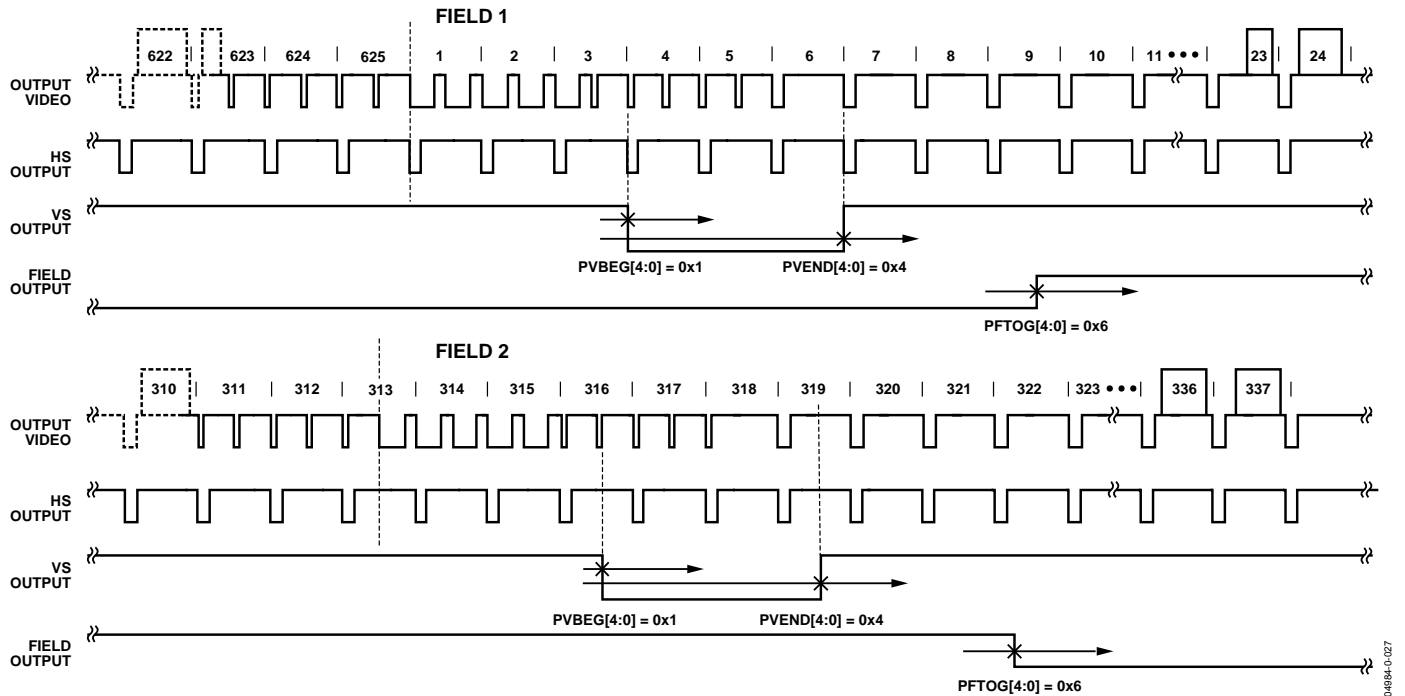 FIELD 1
622 623 624 625 1 2 3 4 5 6 7 8 9 10 11 ••• 23 24
OUTPUT
VIDEO
HS
OUTPUT
VS
OUTPUT
PVBEG[4:0] = 0x1 PVEND[4:0] = 0x4
FIELD
OUTPUT
PFTOG[4:0] = 0x6
FIELD 2
310 311 312 313 314 315 316 317 318 319 320 321 322 323 ••• 336 337
OUTPUT
VIDEO
HS
OUTPUT
VS
OUTPUT
PVBEG[4:0] = 0x1 PVEND[4:0] = 0x4
FIELD
OUTPUT
PFTOG[4:0] = 0x6
04984-0-027